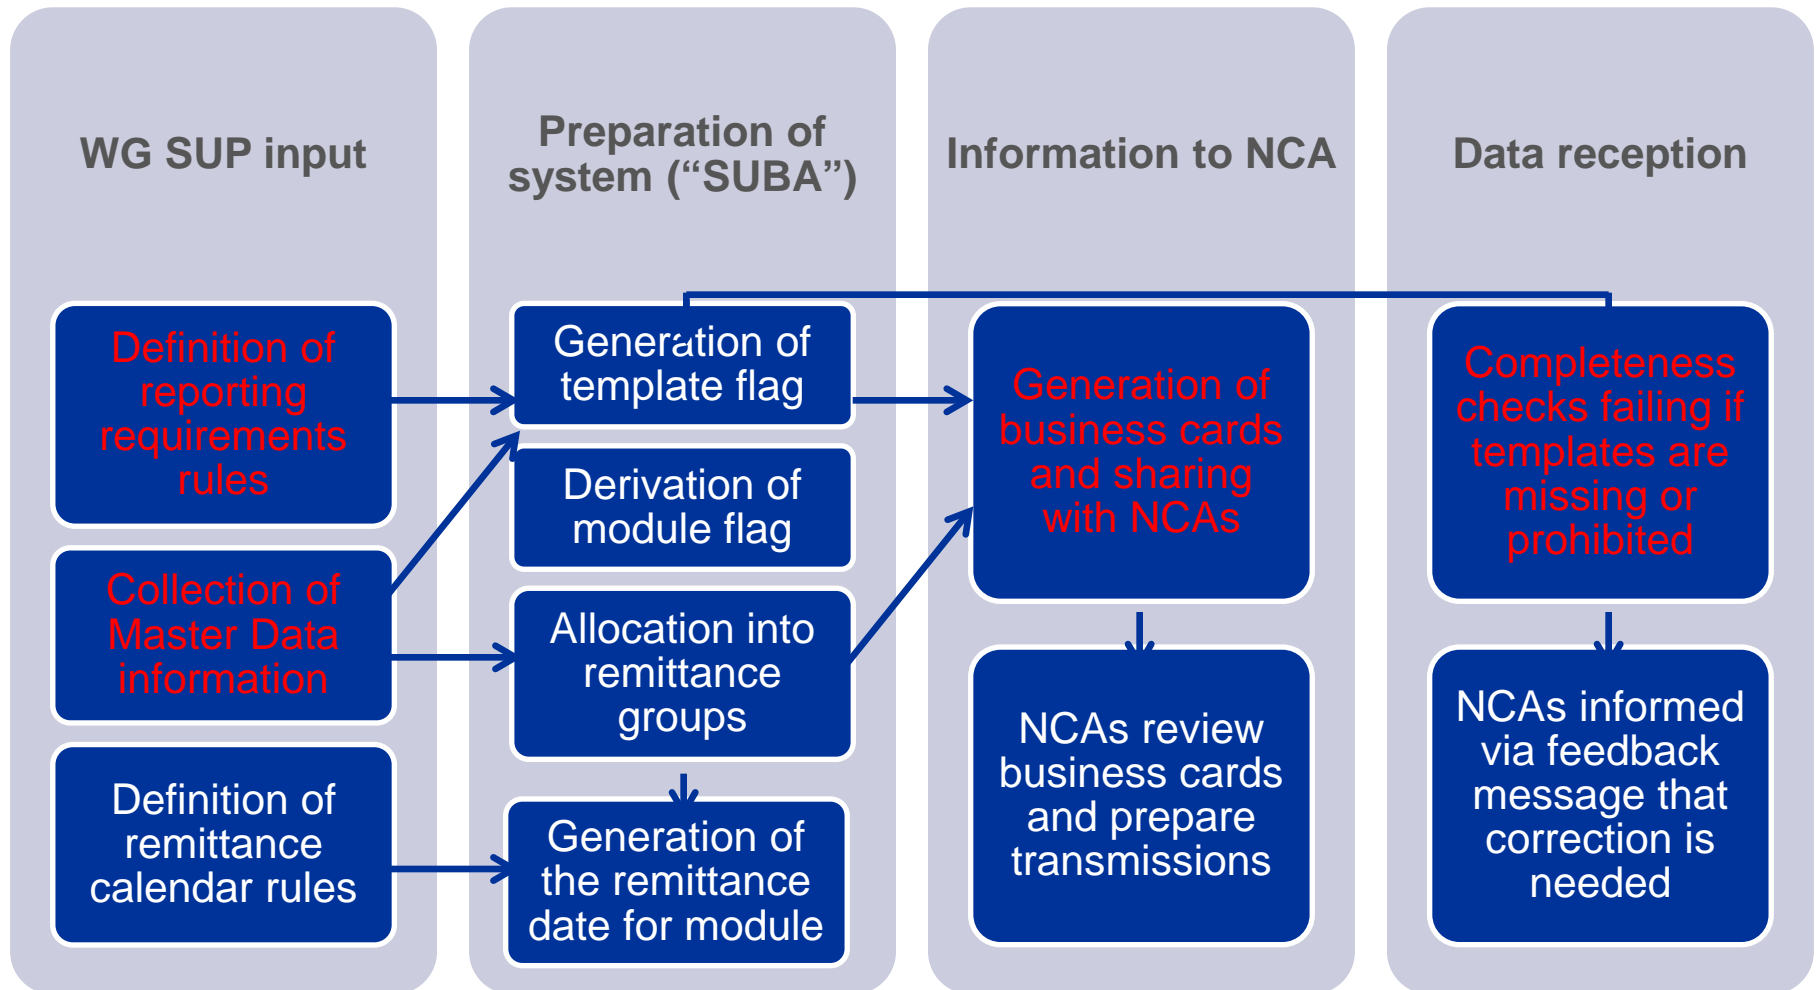 WG SUP input
Preparation of
system (“SUBA”)
Information to NCA
Data reception
Definition of
reporting
requirements
rules
Collection of
Master Data
information
Definition of
remittance
calendar rules
Generation of
template flag
Derivation of
module flag
Allocation into
remittance
groups
Generation of
the remittance
date for module
Generation of
business cards
and sharing
with NCAs
NCAs review
business cards
and prepare
transmissions
Completeness
checks failing if
templates are
missing or
prohibited
NCAs informed
via feedback
message that
correction is
needed